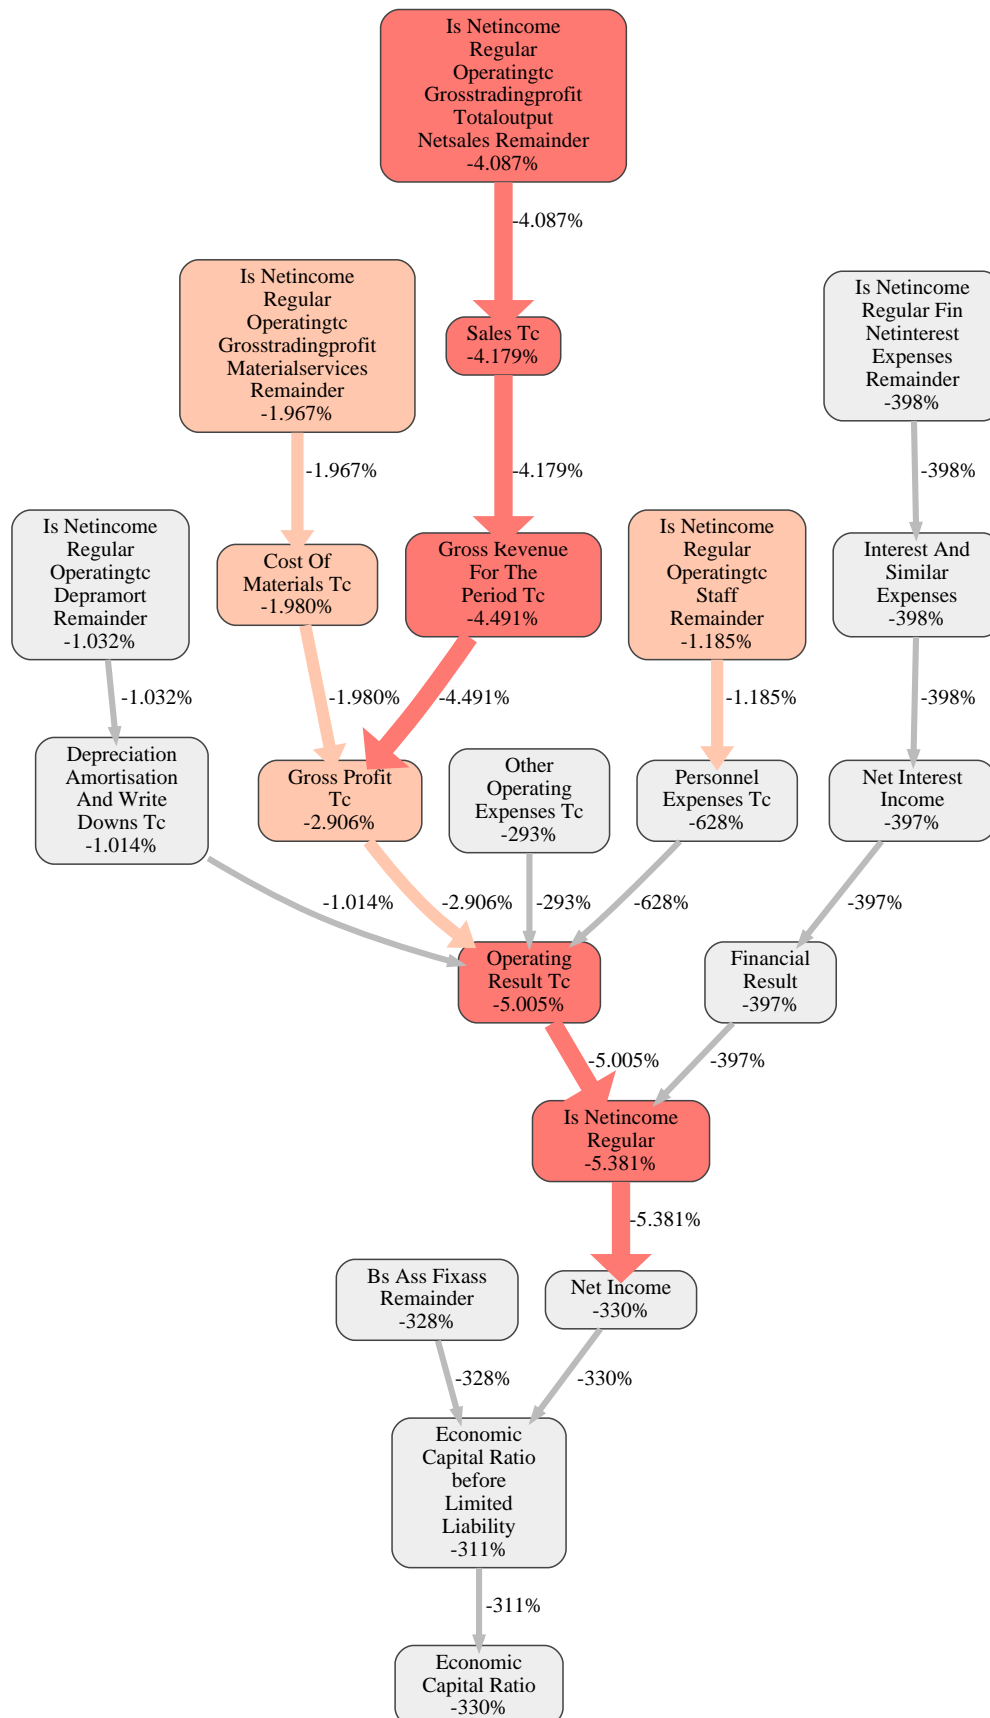 Is Netincome
Regular
Operatingtc
Grosstradingprofit
Totaloutput
Netsales Remainder
-4.087%
-4.087%
Is Netincome
Regular
Operatingtc
Grosstradingprofit
Materialservices
Remainder
-1.967%
Sales Tc
-4.179%
Is Netincome
Regular Fin
Netinterest
Expenses
Remainder
-398%
-1.967%
-4.179%
-398%
Is Netincome
Regular
Operatingtc
Depramort
Remainder
-1.032%
Cost Of
Materials Tc
-1.980%
Gross Revenue
For The
Period Tc
-4.491%
Is Netincome
Regular
Operatingtc
Staff
Remainder
-1.185%
Interest And
Similar
Expenses
-398%
-1.032%
-1.980%
-4.491%
-1.185%
-398%
Depreciation
Amortisation
And Write
Downs Tc
-1.014%
Gross Profit
Tc
-2.906%
Other
Operating
Expenses Tc
-293%
Personnel
Expenses Tc
-628%
Net Interest
Income
-397%
-1.014%
-2.906%
-293%
-628%
-397%
Operating
Result Tc
-5.005%
Financial
Result
-397%
-5.005%
-397%
Is Netincome
Regular
-5.381%
-5.381%
Bs Ass Fixass
Remainder
-328%
Net Income
-330%
-328%
-330%
Economic
Capital Ratio
before
Limited
Liability
-311%
-311%
Economic
Capital Ratio
-330%